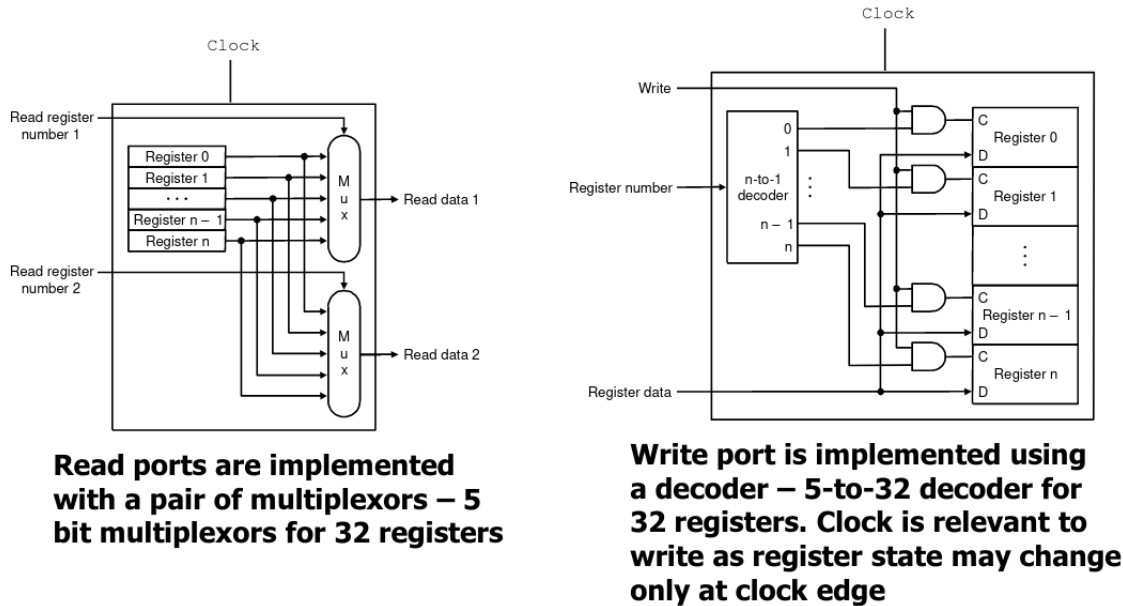 Clock
Read register
number 1
Register 0
Register 1
· · ·
Register n – 1
Register n
M
u
x
Read data 1
Read register
number 2
M
u
x
Read data 2
Read ports are implemented
with a pair of multiplexors – 5
bit multiplexors for 32 registers
Clock
Write
Register number
n-to-1
decoder
0
1
n – 1
n
C
Register 0
D
C
Register 1
D
C
Register n – 1
D
C
Register n
D
Register data
Write port is implemented using
a decoder – 5-to-32 decoder for
32 registers. Clock is relevant to
write as register state may change
only at clock edge